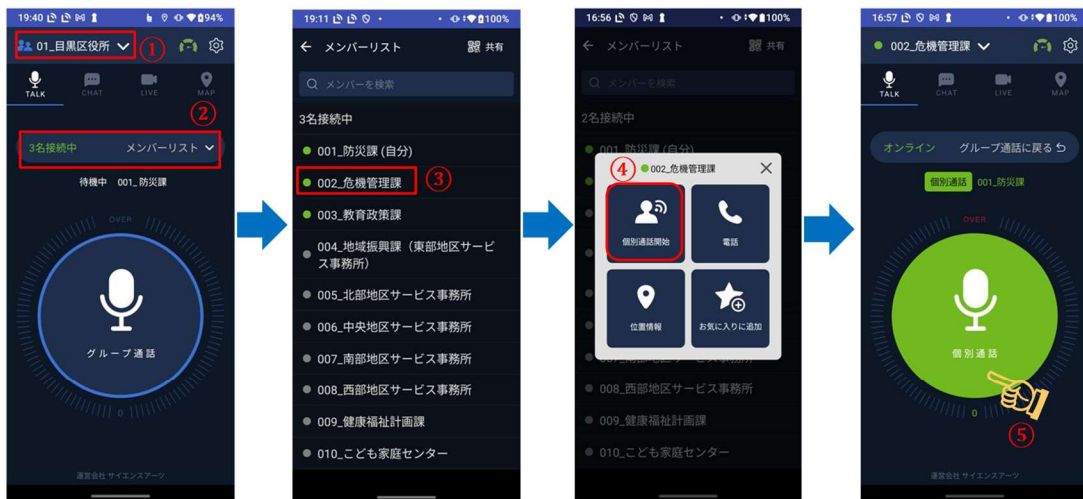 19:40 94%
01_目黒区役所 ①
TALK CHAT LIVE MAP
②
3名接続中 メンバーリスト
待機中 001_防災課
OVER
グループ通話
0
運営会社 サイエンスアーツ
19:11 100%
メンバーリスト 共有
メンバーを検索
3名接続中
001_防災課 (自分)
002_危機管理課 ③
003_教育政策課
004_地域振興課（東部地区サービ
ス事務所）
005_北部地区サービス事務所
006_中央地区サービス事務所
007_南部地区サービス事務所
008_西部地区サービス事務所
009_健康福祉計画課
010_こども家庭センター
16:56 100%
メンバーリスト 共有
メンバーを検索
2名接続中
001_防災課 (自分)
④ 002_危機管理課
個別通話開始 電話
位置情報 お気に入りに追加
008_西部地区サービス事務所
009_健康福祉計画課
010_こども家庭センター
16:57 100%
002_危機管理課
TALK CHAT LIVE MAP
オンライン グループ通話に戻る
個別通話 001_防災課
OVER
個別通話
0
⑤
運営会社 サイエンスアーツ